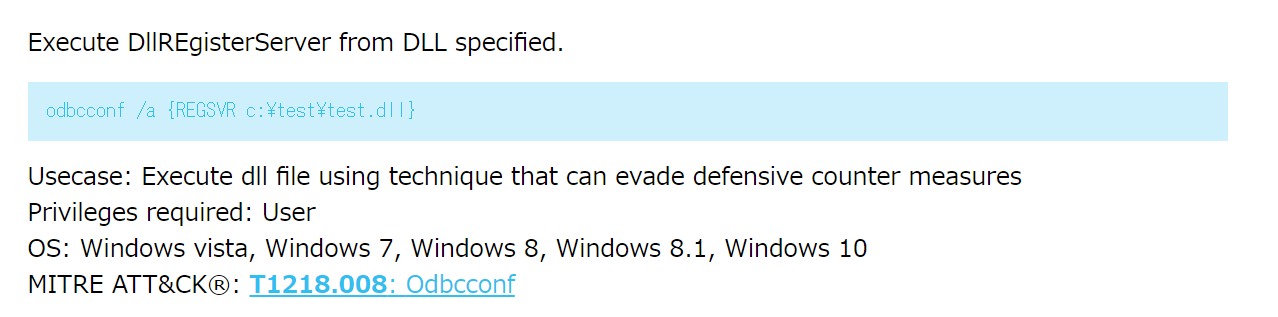 Execute DllREgisterServer from DLL specified.
odbcconf /a {REGSVR c:¥test¥test.dll}
Usecase: Execute dll file using technique that can evade defensive counter measures
Privileges required: User
OS: Windows vista, Windows 7, Windows 8, Windows 8.1, Windows 10
MITRE ATT&CK®: T1218.008: Odbcconf